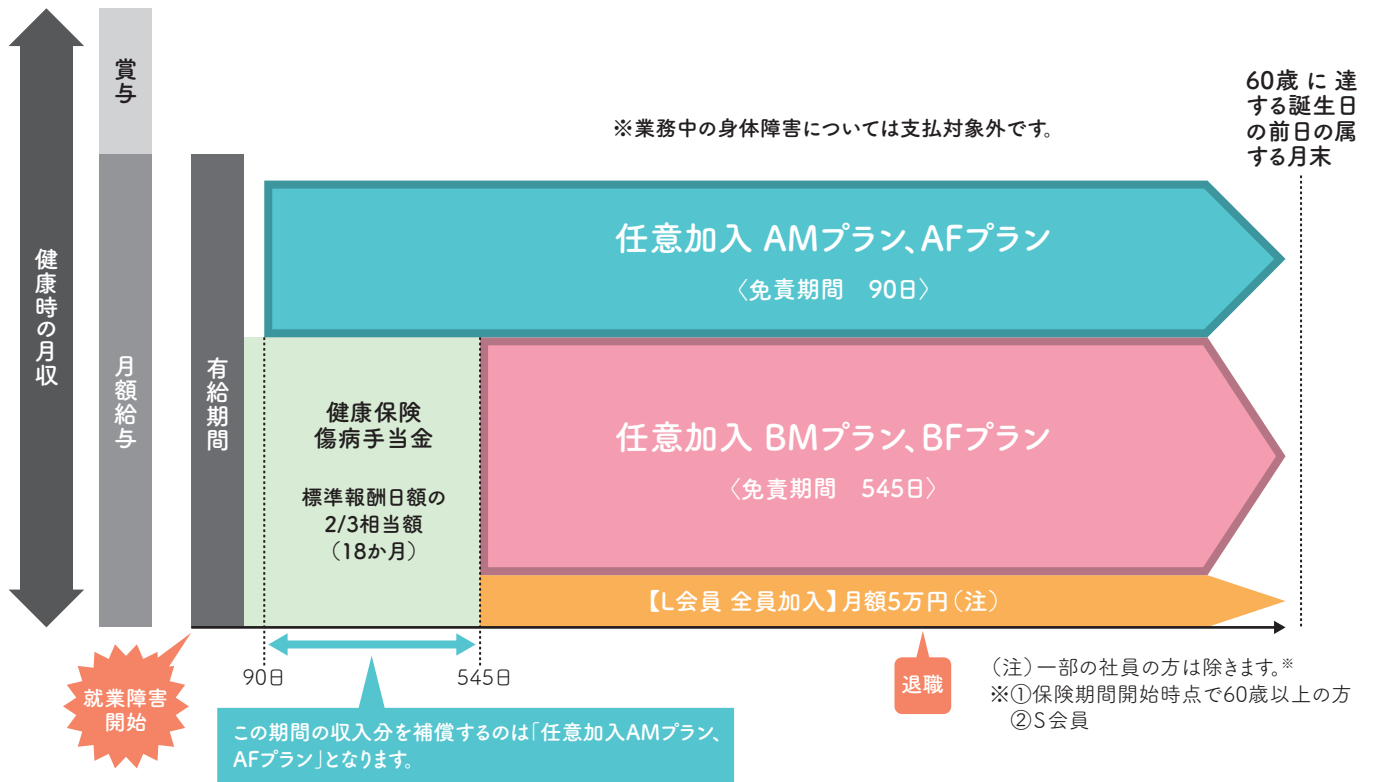 健康時の月収
賞与
月額給与
有給期間
※業務中の身体障害については支払対象外です。
60歳に達
する誕生日
の前日の属
する月末
任意加入 AMプラン、AFプラン
〈免責期間　90日〉
健康保険
傷病手当金
標準報酬日額の
2/3相当額
（18か月）
任意加入 BMプラン、BFプラン
〈免責期間　545日〉
【L会員 全員加入】月額5万円（注）
就業障害
開始
90日
545日
この期間の収入分を補償するのは「任意加入AMプラン、
AFプラン」となります。
退職
（注）一部の社員の方は除きます。※
※①保険期間開始時点で60歳以上の方
②S会員